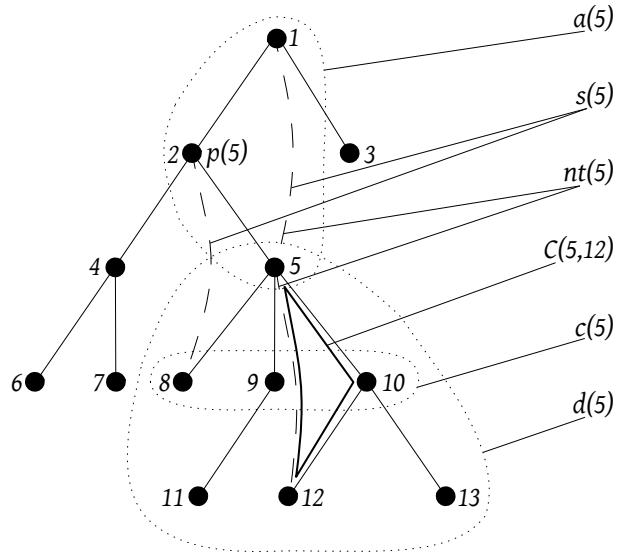 a(5)
1
s(5)
2 p(5) 3
nt(5)
C(5,12)
4 5
c(5)
6 7 8 9 10
d(5)
11 12 13